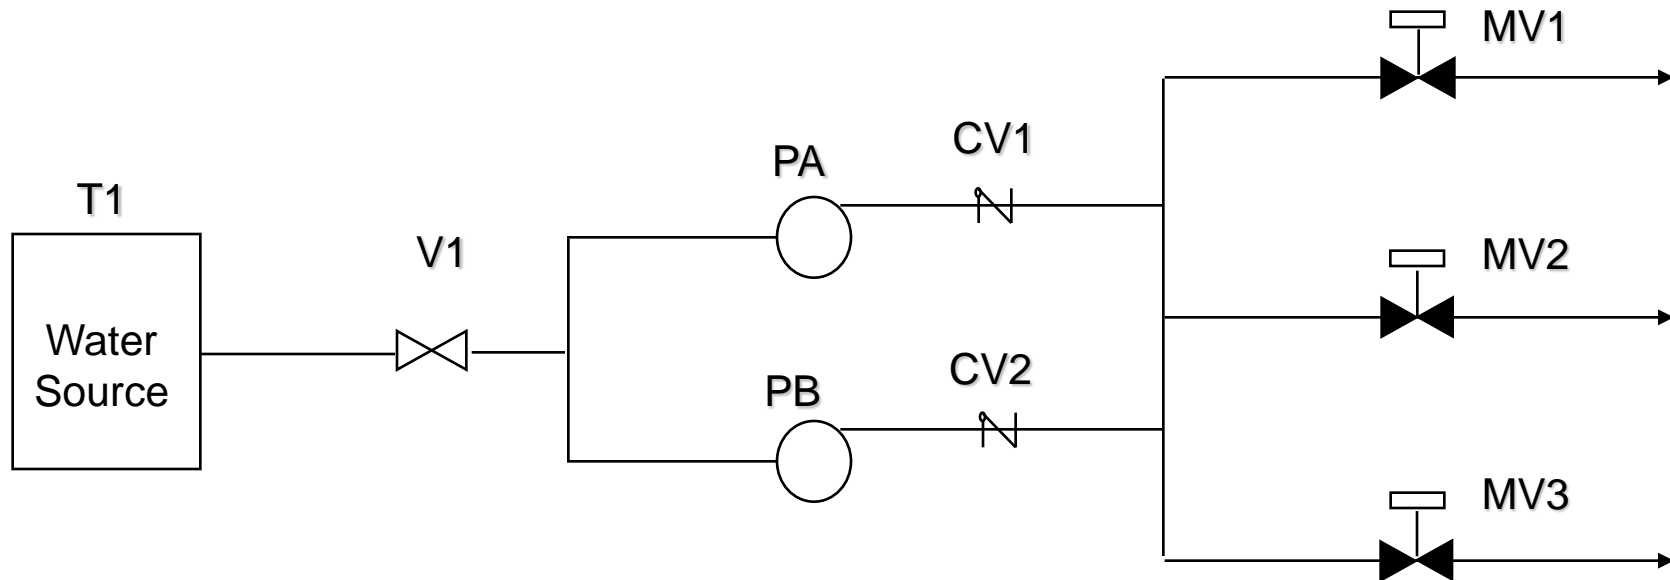 MV1
CV1
PA
T1
V1
MV2
Water
Source
CV2
PB
MV3